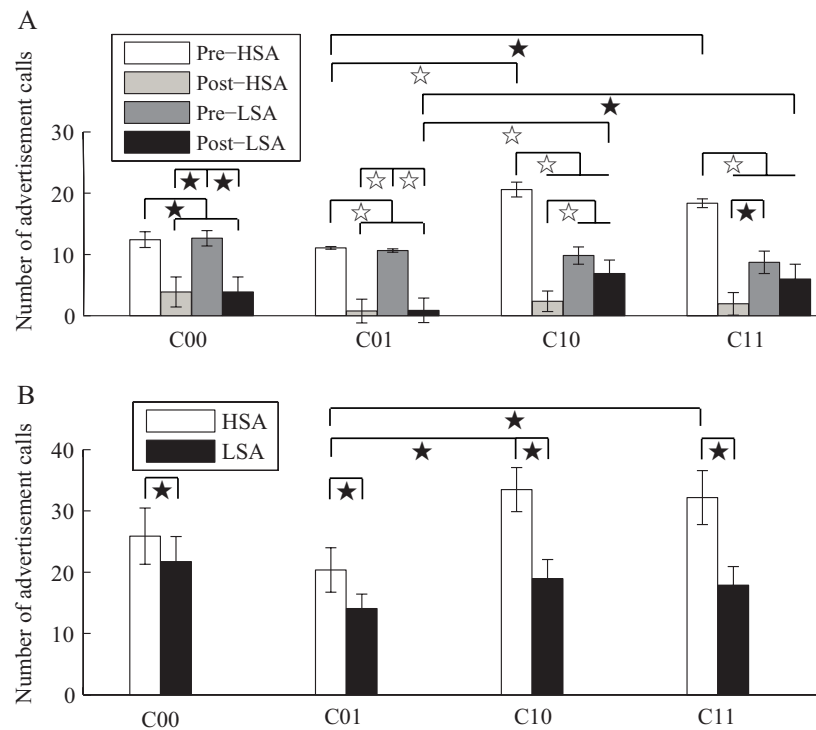 A
Pre−HSA
Post−HSA
Pre−LSA
Post−LSA
Number of advertisement calls
30
20
10
0
C00 C01 C10 C11
B
HSA
LSA
Number of advertisement calls
40
30
20
10
0
C00 C01 C10 C11